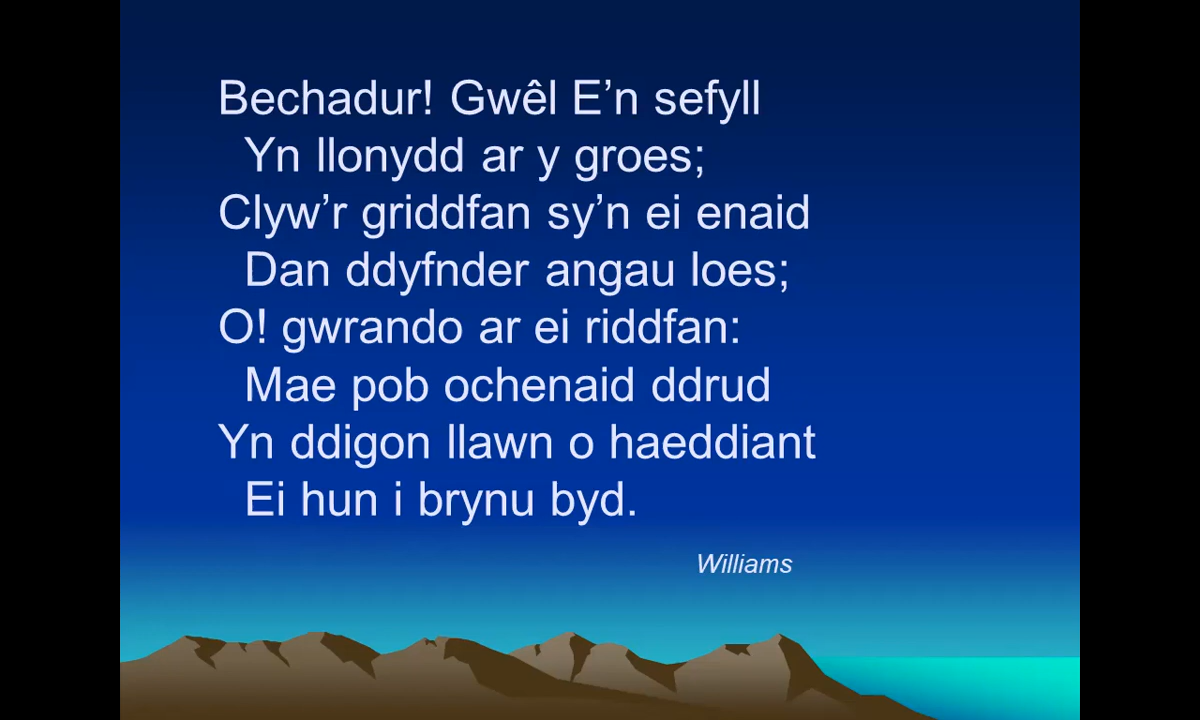 Bechadur! Gwêl E’n sefyll
Yn llonydd ar y groes;
Clyw’r griddfan sy’n ei enaid
Dan ddyfnder angau loes;
O! gwrando ar ei riddfan:
Mae pob ochenaid ddrud
Yn ddigon llawn o haeddiant
Ei hun i brynu byd.
Williams